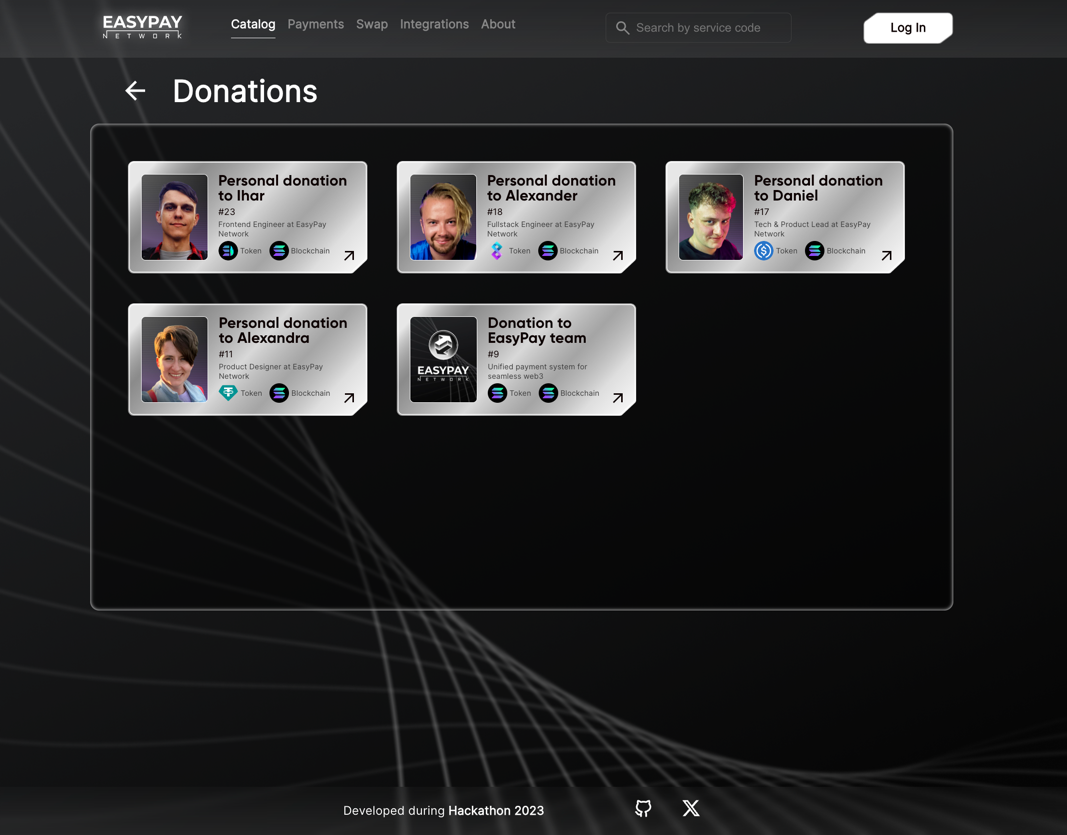 EASYPAY
NETWORK
Catalog Payments Swap Integrations About
Search by service code
Log In
Donations
Personal donation
to Ihar
#23
Frontend Engineer at EasyPay
Network
Token Blockchain
Personal donation
to Alexander
#18
Fullstack Engineer at EasyPay
Network
Token Blockchain
Personal donation
to Daniel
#17
Tech & Product Lead at EasyPay
Network
Token Blockchain
Personal donation
to Alexandra
#11
Product Designer at EasyPay
Network
Token Blockchain
EASYPAY
NETWORK
Donation to
EasyPay team
#9
Unified payment system for
seamless web3
Token Blockchain
Developed during Hackathon 2023